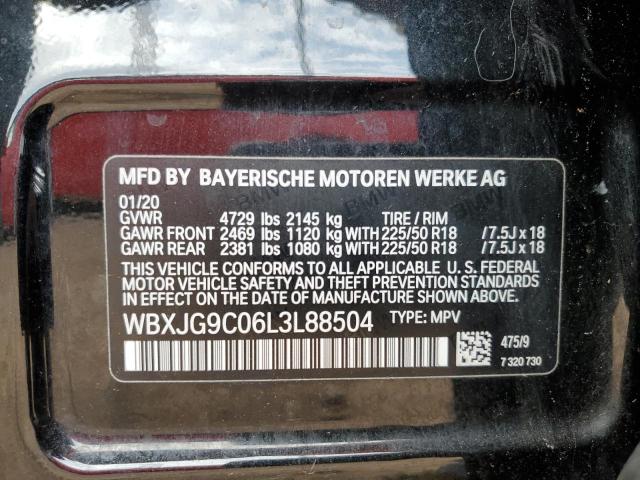 MFD BY BAYERISCHE MOTOREN WERKE AG
01/20
GVWR 4729 lbs 2145 kg TIRE / RIM
GAWR FRONT 2469 lbs 1120 kg WITH 225/50 R18 /7.5J x 18
GAWR REAR 2381 lbs 1080 kg WITH 225/50 R18 /7.5J x 18
THIS VEHICLE CONFORMS TO ALL APPLICABLE U. S. FEDERAL
MOTOR VEHICLE SAFETY AND THEFT PREVENTION STANDARDS
IN EFFECT ON THE DATE OF MANUFACTURE SHOWN ABOVE.
WBXJG9C06L3L88504 TYPE: MPV
475/9
7 320 730